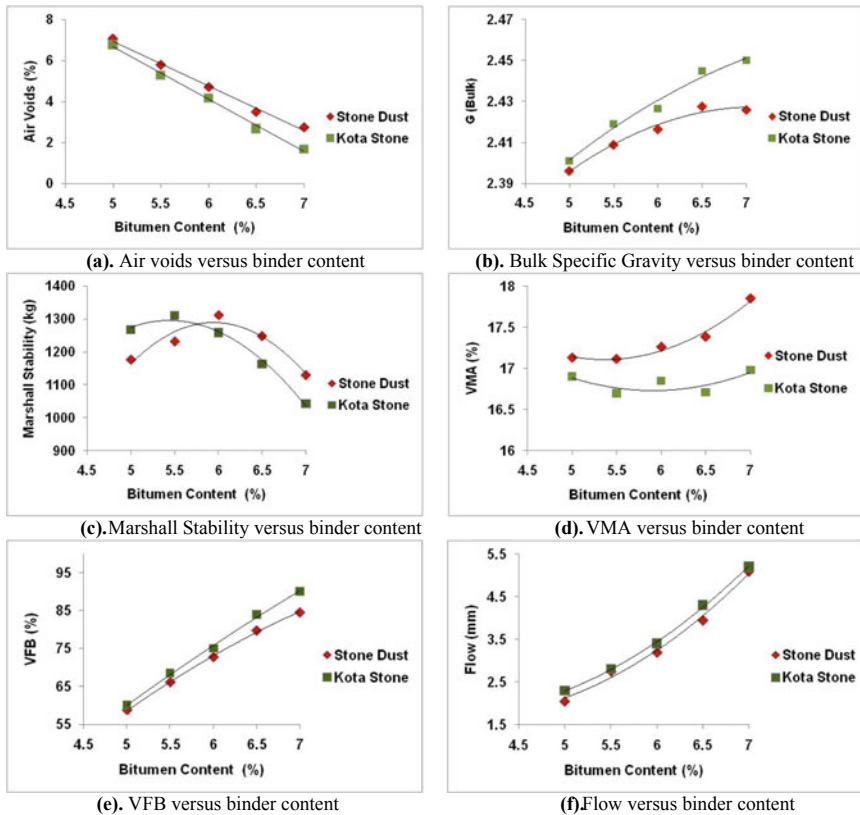 8
6
4
2
0
4.5 5 5.5 6 6.5 7
Air Voids (%)
Bitumen Content (%)
Stone Dust
Kota Stone
(a). Air voids versus binder content
2.45
2.43
2.41
2.39
4.5 5 5.5 6 6.5 7
G (Bulk)
Bitumen Content (%)
Stone Dust
Kota Stone
(b). Bulk Specific Gravity versus binder content
1400
1300
1200
1100
1000
900
4.5 5 5.5 6 6.5 7
Marshall Stability (kg)
Bitumen Content (%)
Stone Dust
Kota Stone
(c).Marshall Stability versus binder content
18
17.5
17
16.5
16
4.5 5 5.5 6 6.5 7
VMA (%)
Bitumen Content (%)
Stone Dust
Kota Stone
(d). VMA versus binder content
95
85
75
65
55
4.5 5 5.5 6 6.5 7
VFB (%)
Bitumen Content (%)
Stone Dust
Kota Stone
(e). VFB versus binder content
5.5
4.5
3.5
2.5
1.5
4.5 5 5.5 6 6.5 7
Flow (mm)
Bitumen Content (%)
Stone Dust
Kota Stone
(f).Flow versus binder content